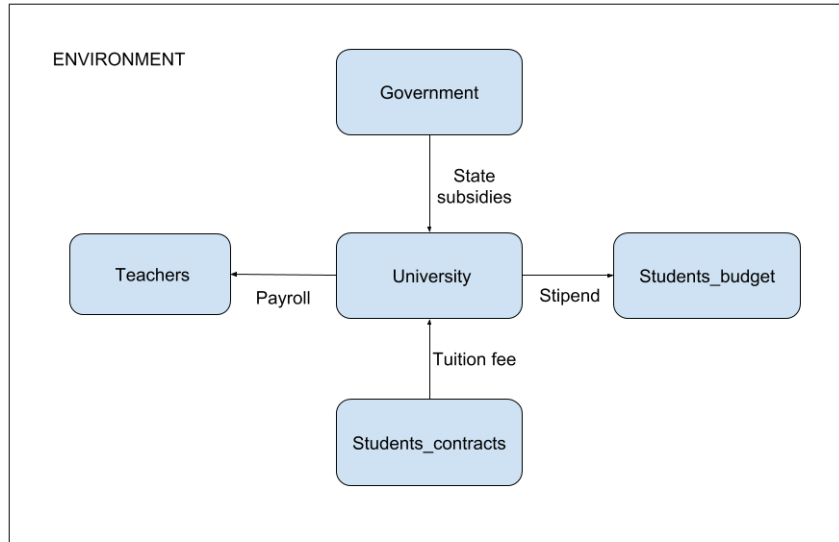 ENVIRONMENT
Government
State
subsidies
Teachers
University
Students_budget
Payroll
Stipend
Tuition fee
Students_contracts